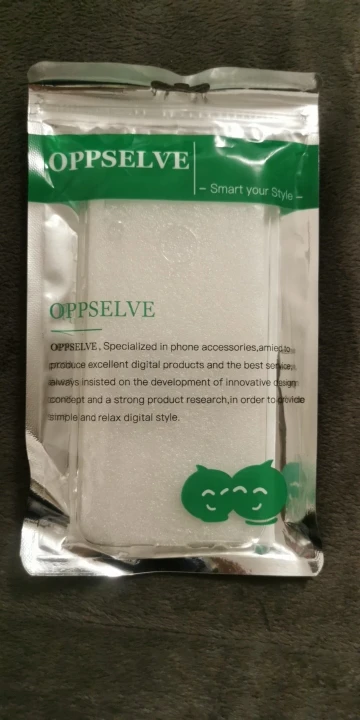 OPPSELVE
– Smart your Style –
OPPSELVE
OPPSELVE, Specialized in phone accessories,amied to
produce excellent digital products and the best service,
always insisted on the development of innovative design
concept and a strong product research,in order to provide
simple and relax digital style.